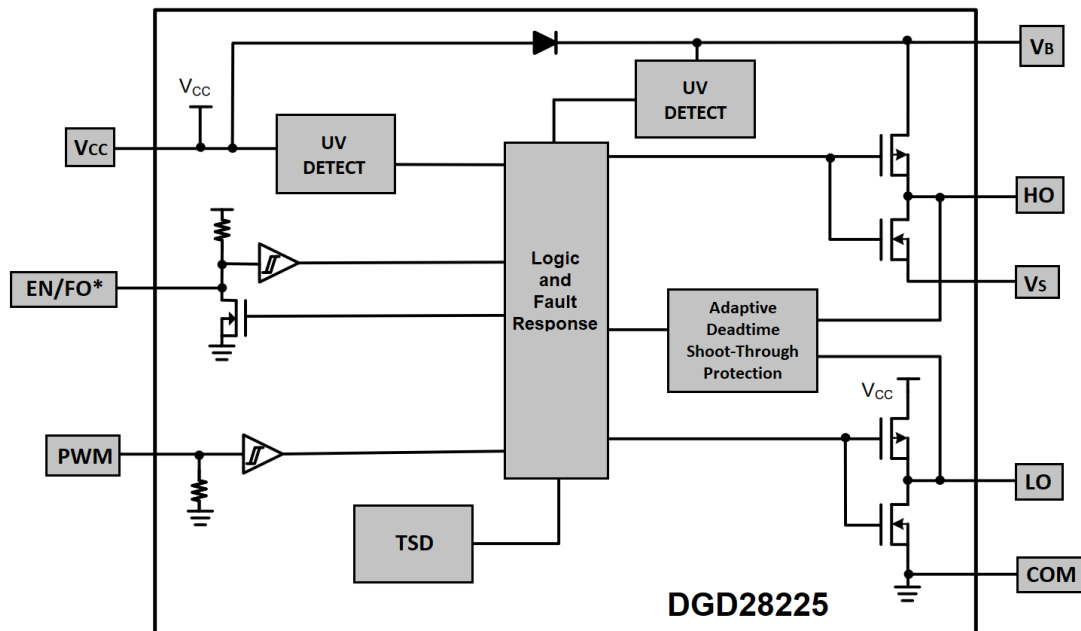 VB
VCC
UV
DETECT
VCC
UV
DETECT
HO
Logic
and
Fault
Response
EN/FO*
VS
Adaptive
Deadtime
Shoot-Through
Protection
VCC
PWM
LO
TSD
COM
DGD28225